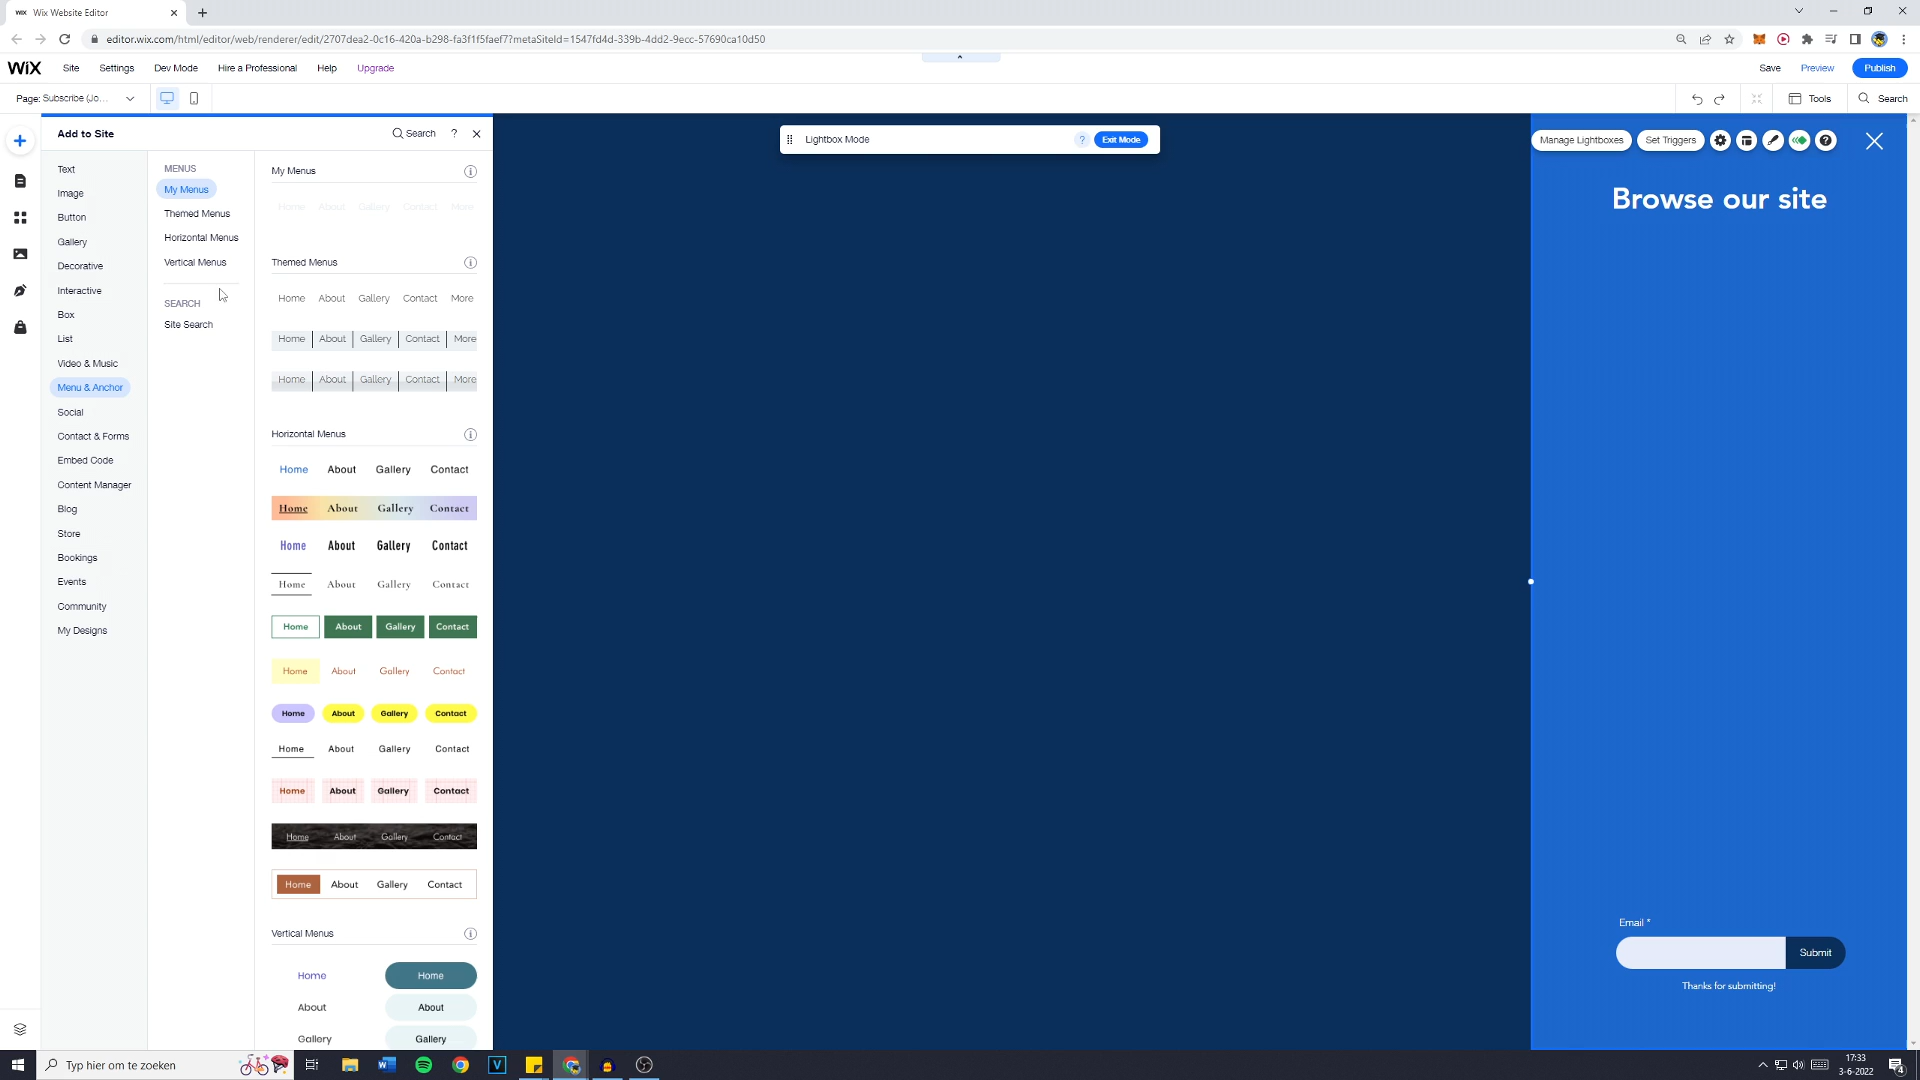 WiX Wix Website Editor
editor.wix.com/html/editor/web/renderer/edit/2707dea2-0c16-420a-b298-fa3f1f5faef7?metaSiteId=1547fd4d-339b-4dd2-9ecc-57690ca10d50
WiX Site Settings Dev Mode Hire a Professional Help Upgrade Save Preview Publish
Page: Subscribe (Jo... Tools Search
Add to Site Search ?
Lightbox Mode ? Exit Mode
Manage Lightboxes Set Triggers ?
Text
Image
Button
Gallery
Decorative
Interactive
Box
List
Video & Music
Menu & Anchor
Social
Contact & Forms
Embed Code
Content Manager
Blog
Store
Bookings
Events
Community
My Designs
MENUS
My Menus
Themed Menus
Horizontal Menus
Vertical Menus
SEARCH
Site Search
My Menus
Home About Gallery Contact More
Themed Menus
Home About Gallery Contact More
Home About Gallery Contact More
Home About Gallery Contact More
Horizontal Menus
Home About Gallery Contact
Home About Gallery Contact
Home About Gallery Contact
Home About Gallery Contact
Home About Gallery Contact
Home About Gallery Contact
Home About Gallery Contact
Home About Gallery Contact
Home About Gallery Contact
Home About Gallery Contact
Home About Gallery Contact
Vertical Menus
Home Home
About About
Gallery Gallery
Browse our site
Email *
Submit
Thanks for submitting!
Typ hier om te zoeken
17:33
3-6-2022
4